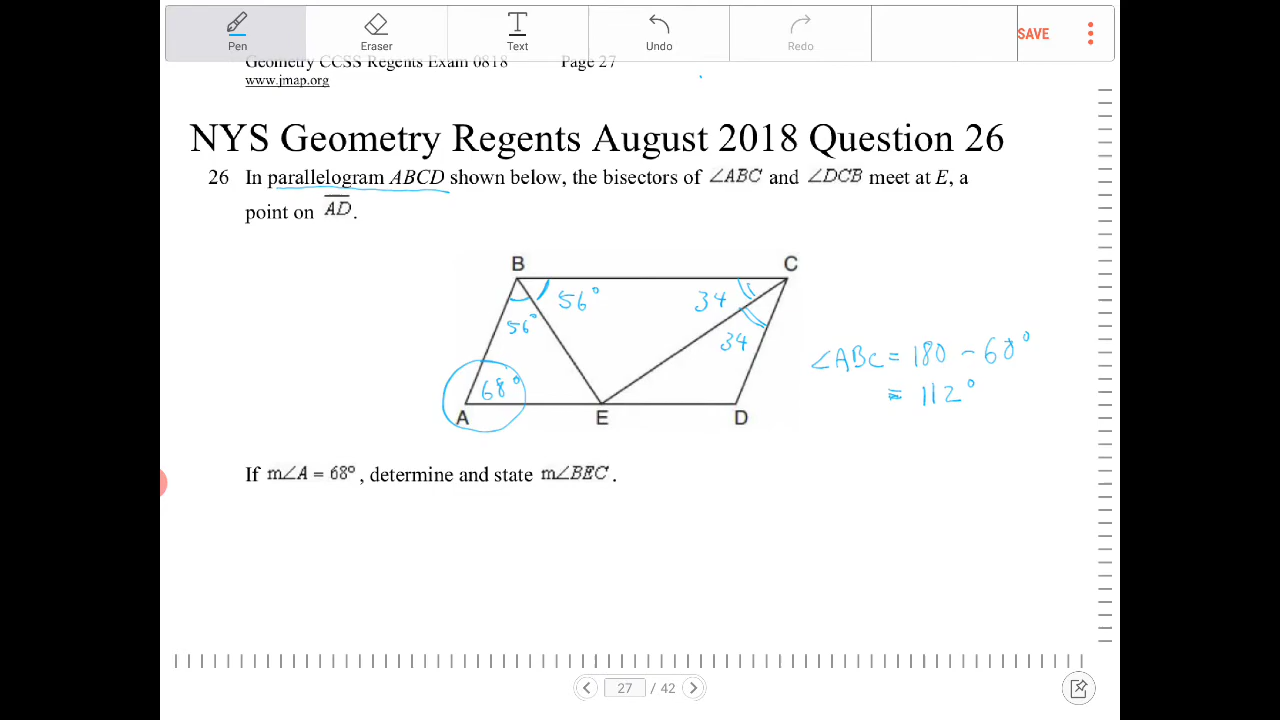 Pen Eraser Text Undo Redo SAVE
Geometry CCSS Regents Exam 0818 Page 27
www.jmap.org
NYS Geometry Regents August 2018 Question 26
26 In parallelogram ABCD shown below, the bisectors of ∠ABC and ∠DCB meet at E, a
point on A̅D̅.
B C
56° 34
56° 34
∠ABC = 180 - 68°
= 112°
68°
A E D
If m∠A = 68°, determine and state m∠BEC.
27 / 42